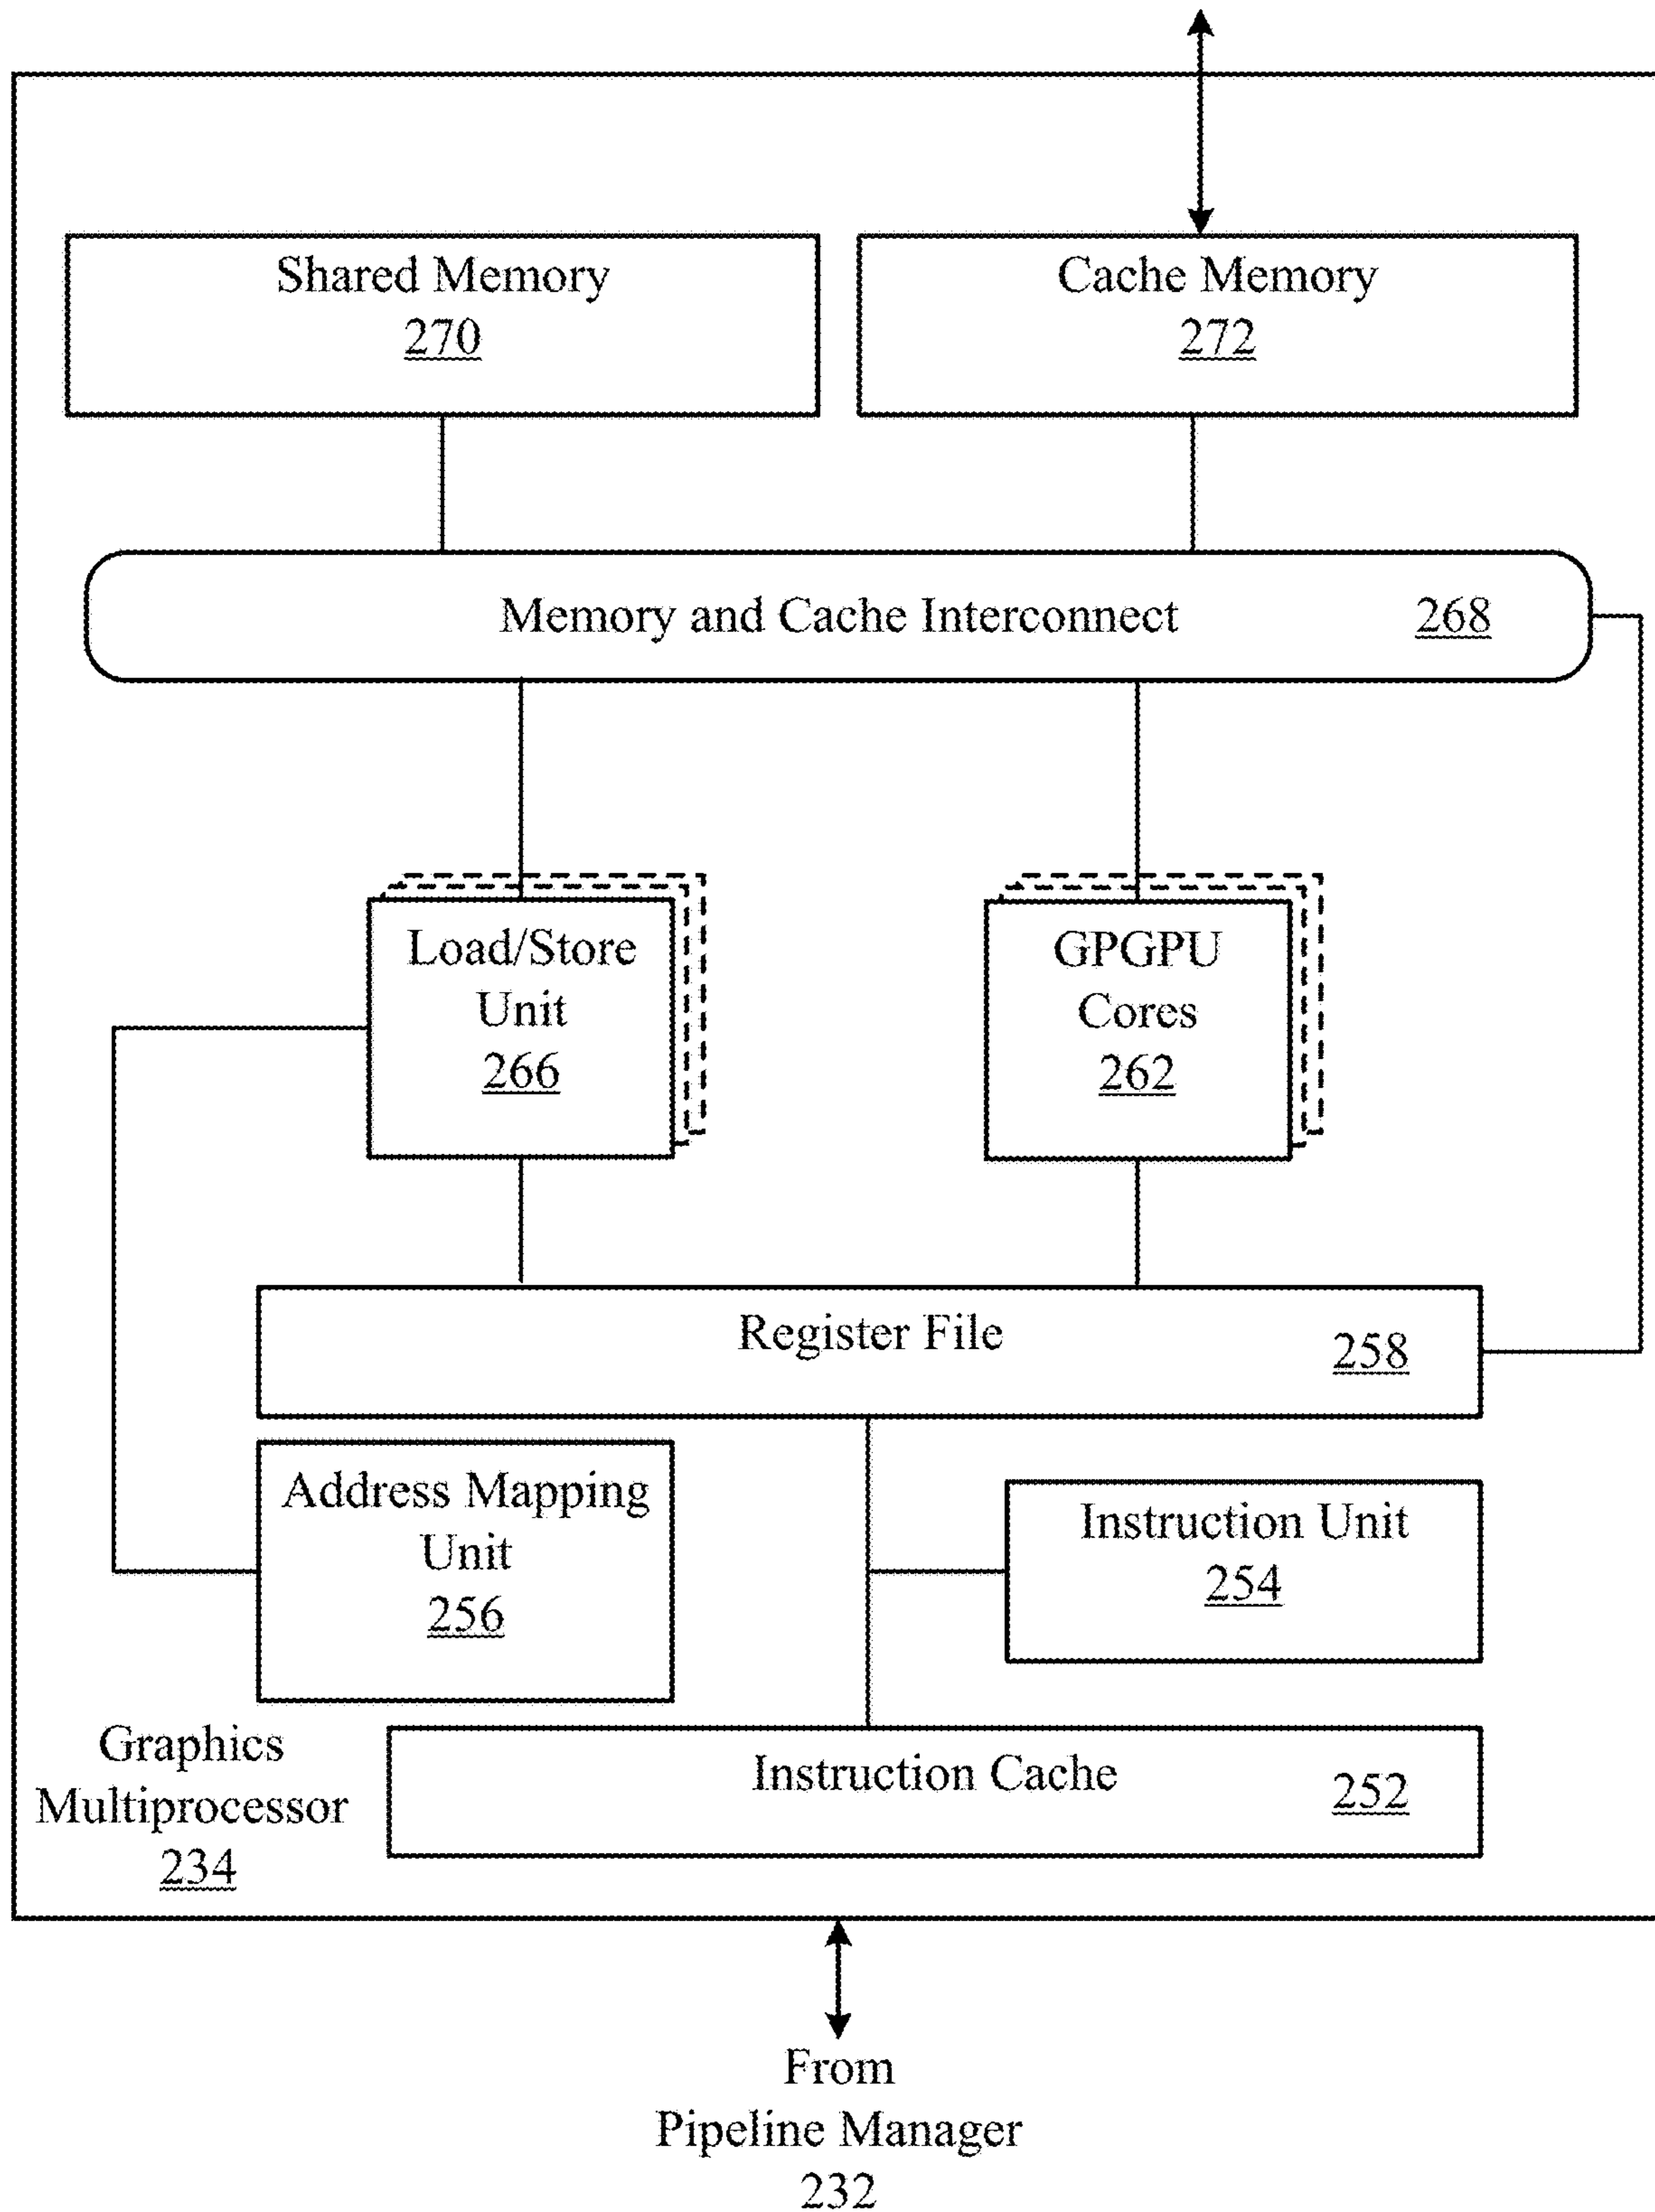 Shared Memory
270
Cache Memory
272
Memory and Cache Interconnect 268
Load/Store
Unit
266
GPGPU
Cores
262
Register File 258
Address Mapping
Unit
256
Instruction Unit
254
Graphics
Multiprocessor
234
Instruction Cache 252
From
Pipeline Manager
232